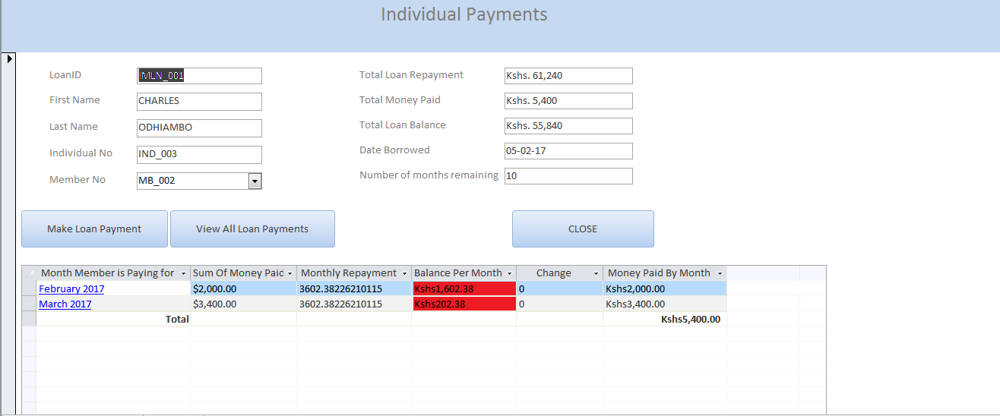 Individual Payments
LoanID IMLN_001 Total Loan Repayment Kshs. 61,240
First Name CHARLES Total Money Paid Kshs. 5,400
Last Name ODHIAMBO Total Loan Balance Kshs. 55,840
Individual No IND_003 Date Borrowed 05-02-17
Member No MB_002 Number of months remaining 10
Make Loan Payment View All Loan Payments CLOSE
Month Member is Paying for Sum Of Money Paid Monthly Repayment Balance Per Month Change Money Paid By Month
February 2017 $2,000.00 3602.38226210115 Kshs1,602.38 0 Kshs2,000.00
March 2017 $3,400.00 3602.38226210115 Kshs202.38 0 Kshs3,400.00
Total Kshs5,400.00